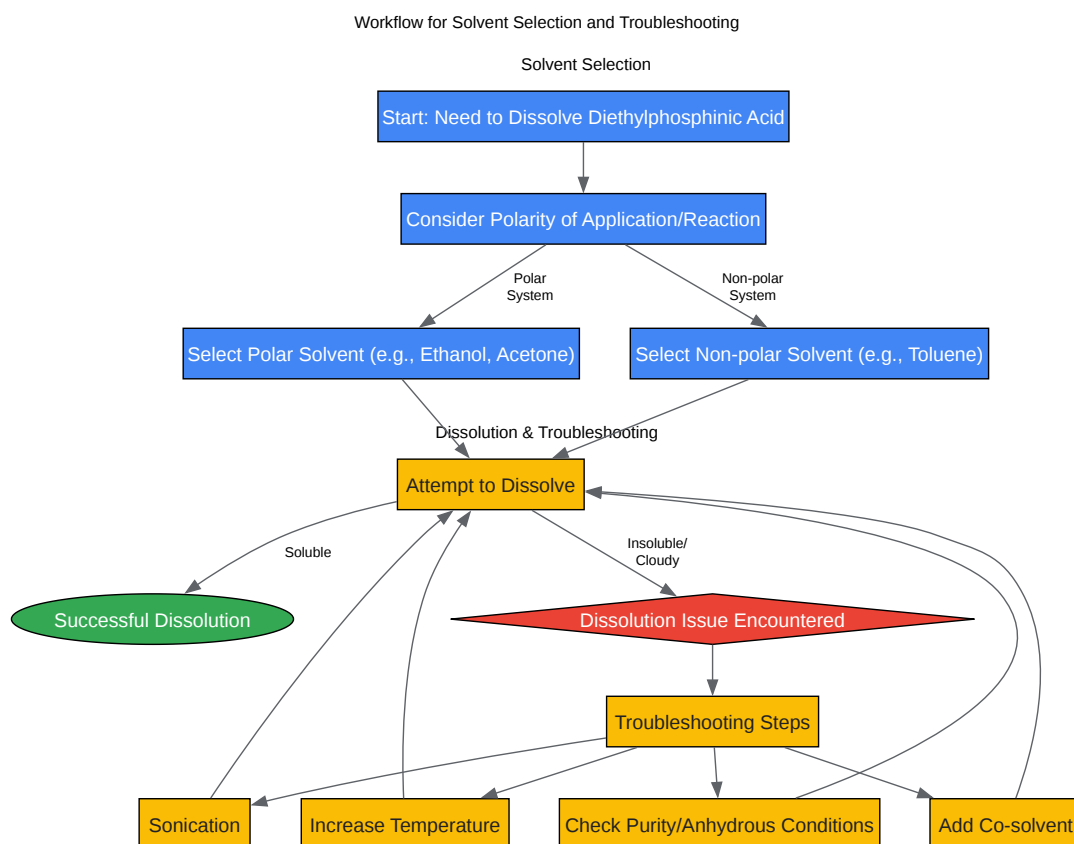 Workflow for Solvent Selection and Troubleshooting
Solvent Selection
Start: Need to Dissolve Diethylphosphinic Acid
Consider Polarity of Application/Reaction
Polar
System
Non-polar
System
Select Polar Solvent (e.g., Ethanol, Acetone)
Select Non-polar Solvent (e.g., Toluene)
Dissolution & Troubleshooting
Attempt to Dissolve
Soluble
Insoluble/
Cloudy
Successful Dissolution
Dissolution Issue Encountered
Troubleshooting Steps
Sonication
Increase Temperature
Check Purity/Anhydrous Conditions
Add Co-solvent